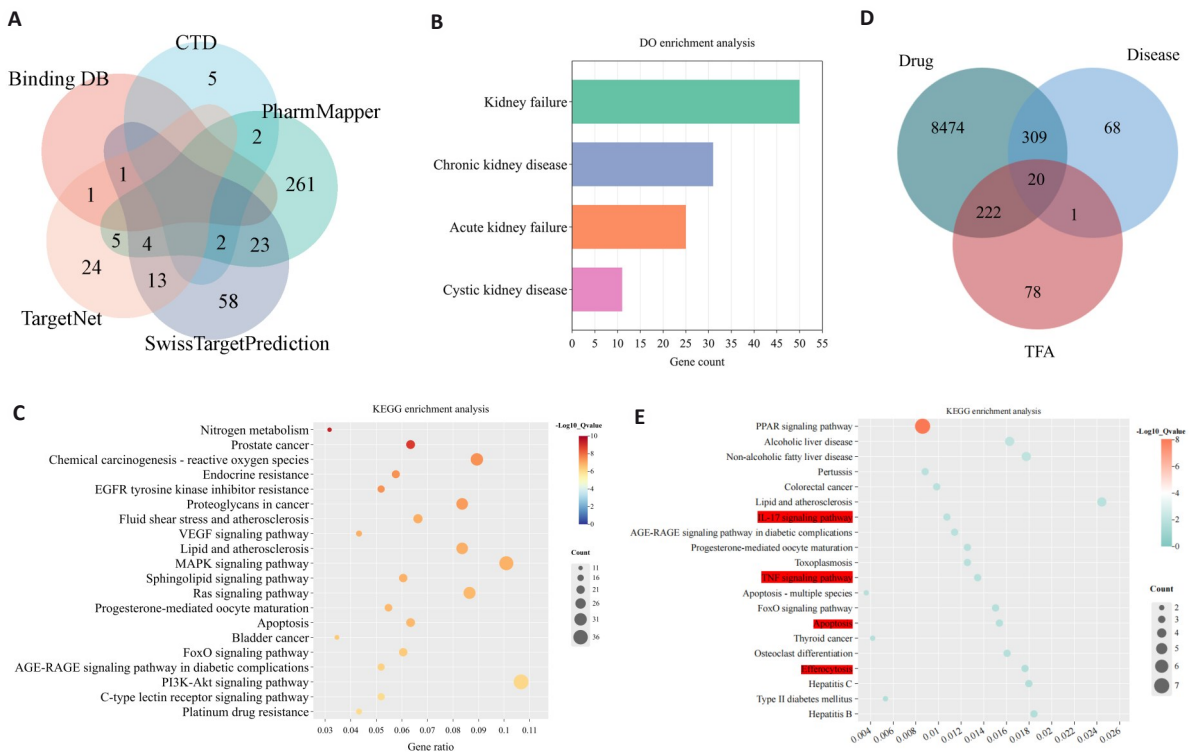 A
CTD
Binding DB
5
PharmMapper
2
1
261
1
5
4
2
23
24
13
58
TargetNet
SwissTargetPrediction
B
DO enrichment analysis
Kidney failure
Chronic kidney disease
Acute kidney failure
Cystic kidney disease
0 5 10 15 20 25 30 35 40 45 50 55
Gene count
D
Drug
Disease
8474
309
68
20
222
1
78
TFA
C
KEGG enrichment analysis
Nitrogen metabolism
Prostate cancer
Chemical carcinogenesis - reactive oxygen species
Endocrine resistance
EGFR tyrosine kinase inhibitor resistance
Proteoglycans in cancer
Fluid shear stress and atherosclerosis
VEGF signaling pathway
Lipid and atherosclerosis
MAPK signaling pathway
Sphingolipid signaling pathway
Ras signaling pathway
Progesterone-mediated oocyte maturation
Apoptosis
Bladder cancer
FoxO signaling pathway
AGE-RAGE signaling pathway in diabetic complications
PI3K-Akt signaling pathway
C-type lectin receptor signaling pathway
Platinum drug resistance
0.03 0.04 0.05 0.06 0.07 0.08 0.09 0.1 0.11
Gene ratio
-Log10_Qvalue
10
8
6
4
2
0
Count
11
16
21
26
31
36
E
KEGG enrichment analysis
PPAR signaling pathway
Alcoholic liver disease
Non-alcoholic fatty liver disease
Pertussis
Colorectal cancer
Lipid and atherosclerosis
IL-17 signaling pathway
AGE-RAGE signaling pathway in diabetic complications
Progesterone-mediated oocyte maturation
Toxoplasmosis
TNF signaling pathway
Apoptosis - multiple species
FoxO signaling pathway
Apoptosis
Thyroid cancer
Osteoclast differentiation
Efferocytosis
Hepatitis C
Type II diabetes mellitus
Hepatitis B
0.004 0.006 0.008 0.01 0.012 0.014 0.016 0.018 0.02 0.022 0.024 0.026
-Log10_Qvalue
8
6
4
2
0
Count
2
3
4
5
6
7